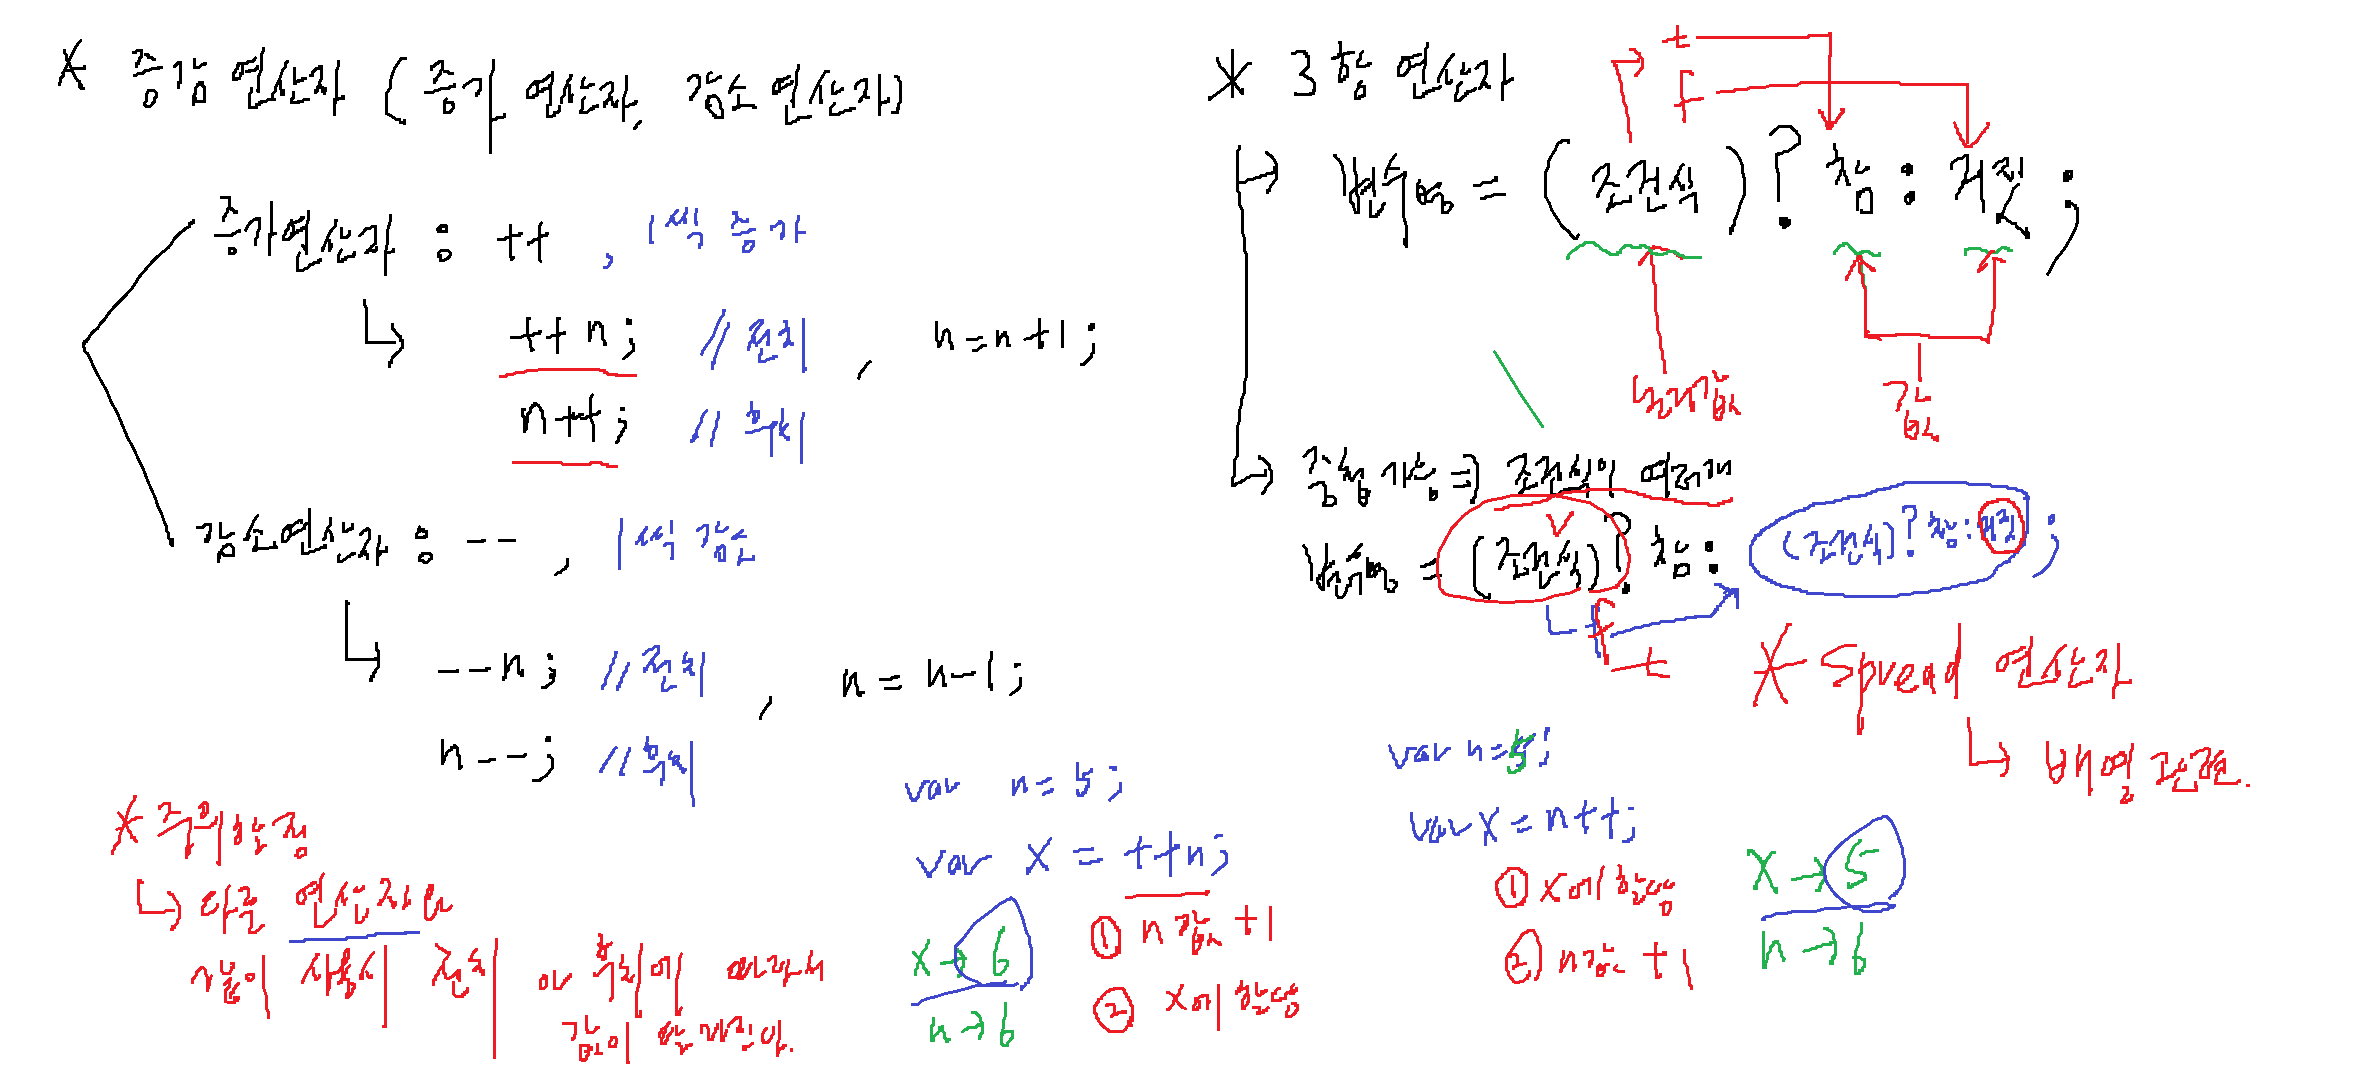 * 증감 연산자 (증가 연산자, 감소 연산자)
증가연산자 : ++ , 1씩 증가
++n; // 전치 , n=n+1;
n++; // 후치
감소연산자 : -- , 1씩 감소
--n; // 전치 , n = n-1;
n--; // 후치
* 주의할 점
다른 연산자와
같이 사용시 전치 or 후치에 따라서
값이 달라진다.
var n = 5;
var x = ++n;
① n값 +1
② x에 할당
x → 6
n → 6
var n = 5;
var x = n++;
① x에 할당
② n값 +1
x → 5
n → 6
* 3항 연산자
t
f
변수명 = (조건식) ? 참 : 거짓 ;
논리값
값
중첩 가능 => 조건식이 여러개
변수명 = (조건식) ? 참 : (조건식) ? 참 : 거짓 ;
f
t
* Spread 연산자
배열 관련.